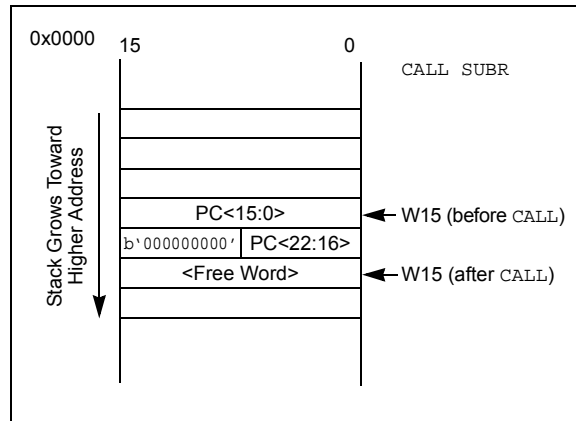 0x0000 15 0
CALL SUBR
Stack Grows Toward
Higher Address
PC<15:0> W15 (before CALL)
b‘000000000’ PC<22:16>
<Free Word> W15 (after CALL)